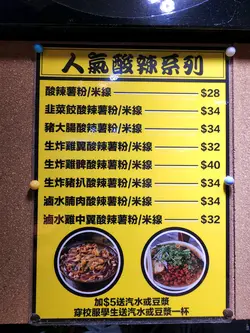 人氣酸辣系列
酸辣薯粉/米線 $28
韭菜餃酸辣薯粉/米線 $34
豬大腸酸辣薯粉/米線 $34
生炸雞翼酸辣薯粉/米線 $32
生炸雞髀酸辣薯粉/米線 $40
生炸豬扒酸辣薯粉/米線 $34
滷水腩肉酸辣薯粉/米線 $34
滷水雞中翼酸辣薯粉/米線 $32
加$5送汽水或豆漿
穿校服學生送汽水或豆漿一杯